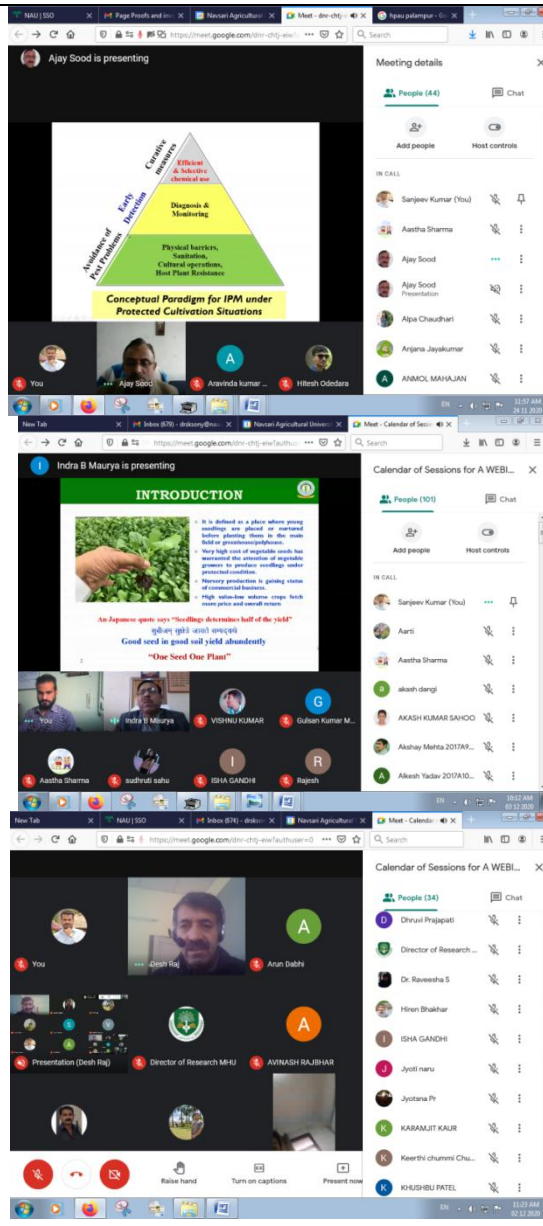 NAU | SSO
Page Proofs and inv
Navsari Agricultural
Meet - dnr-chtj-e
hpau palampur - Go
https://meet.google.com/dnr-chtj-eiw
Search
Ajay Sood is presenting
Meeting details
People (44)
Chat
Add people
Host controls
IN CALL
Sanjeev Kumar (You)
Aastha Sharma
Ajay Sood
Ajay Sood
Presentation
Alpa Chaudhari
Anjana Jayakumar
ANMOL MAHAJAN
Curative measures
Early Detection
Avoidance of Pest Problems
Efficient
& Selective
chemical use
Diagnosis &
Monitoring
Physical barriers,
Sanitation,
Cultural operations,
Host Plant Resistance
Conceptual Paradigm for IPM under
Protected Cultivation Situations
You
Ajay Sood
Aravinda kumar ...
Hitesh Odedara
EN
11:57 AM
24 11 2020
New Tab
NAU | SSO
Inbox (679) - drsksony@nau
Navsari Agricultural Universi
Meet - Calendar of Session
https://meet.google.com/dnr-chtj-eiw?authus
Search
Indra B Maurya is presenting
Calendar of Sessions for A WEBI...
People (101)
Chat
Add people
Host controls
IN CALL
Sanjeev Kumar (You)
Aarti
Aastha Sharma
akash dangi
AKASH KUMAR SAHOO
Akshay Mehta 2017A9...
Alkesh Yadav 2017A10...
INTRODUCTION
It is defined as a place where young
seedlings are placed or nurtured
before planting them in the main
field or greenhouse/polyhouse.
Very high cost of vegetable seeds has
warranted the attention of vegetable
growers to produce seedlings under
protected condition.
Nursery production is gaining status
of commercial business.
High value-low volume crops fetch
more price and overall return
An Japanese quote says “Seedlings determines half of the yield”
Good seed in good soil yield abundently
“One Seed One Plant”
2
You
Indra B Maurya
VISHNU KUMAR
Gulsan Kumar M...
Aastha Sharma
sudhruti sahu
ISHA GANDHI
Rajesh
EN
10:12 AM
03 12 2020
New Tab
NAU | SSO
Inbox (674) - drskson
Navsari Agricultural
Meet - Calendar
https://meet.google.com/dnr-chtj-eiw?authuser=0
Search
Calendar of Sessions for A WEBI...
People (34)
Chat
Dhruvi Prajapati
Director of Research ...
Dr. Raveesha S
Hiren Bhakhar
ISHA GANDHI
Jyoti naru
Jyotsna Pr
KARAMJIT KAUR
Keerthi chummi Chu...
KHUSHBU PATEL
You
Desh Raj
Arun Dabhi
Presentation (Desh Raj)
Director of Research MHU
AVINASH RAJBHAR
Raise hand
Turn on captions
Present now
EN
11:23 AM
02 12 2020